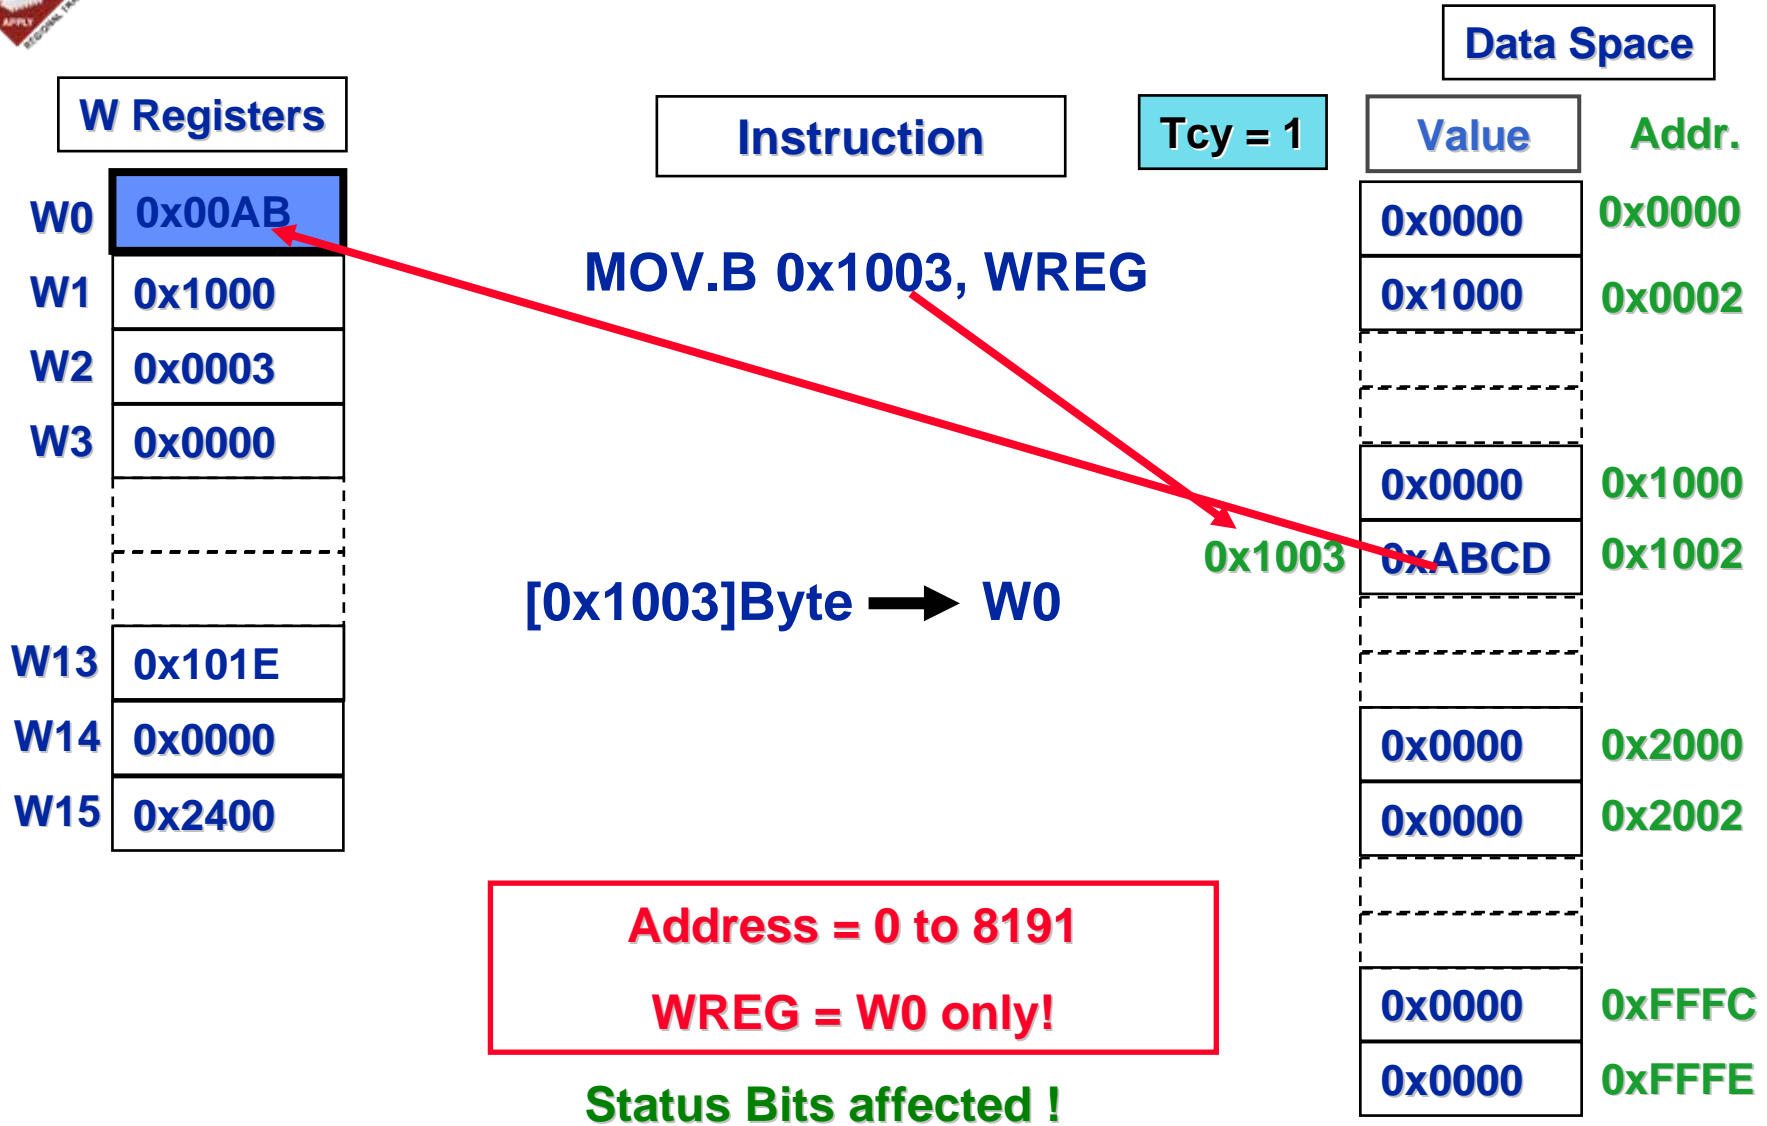 APPLY
Data Space
W Registers
Instruction
Tcy = 1
Value
Addr.
W0 0x00AB
W1 0x1000
W2 0x0003
W3 0x0000
W13 0x101E
W14 0x0000
W15 0x2400
MOV.B 0x1003, WREG
[0x1003]Byte → W0
0x0000 0x0000
0x1000 0x0002
0x0000 0x1000
0x1003 0xABCD 0x1002
0x0000 0x2000
0x0000 0x2002
0x0000 0xFFFC
0x0000 0xFFFE
Address = 0 to 8191
WREG = W0 only!
Status Bits affected !